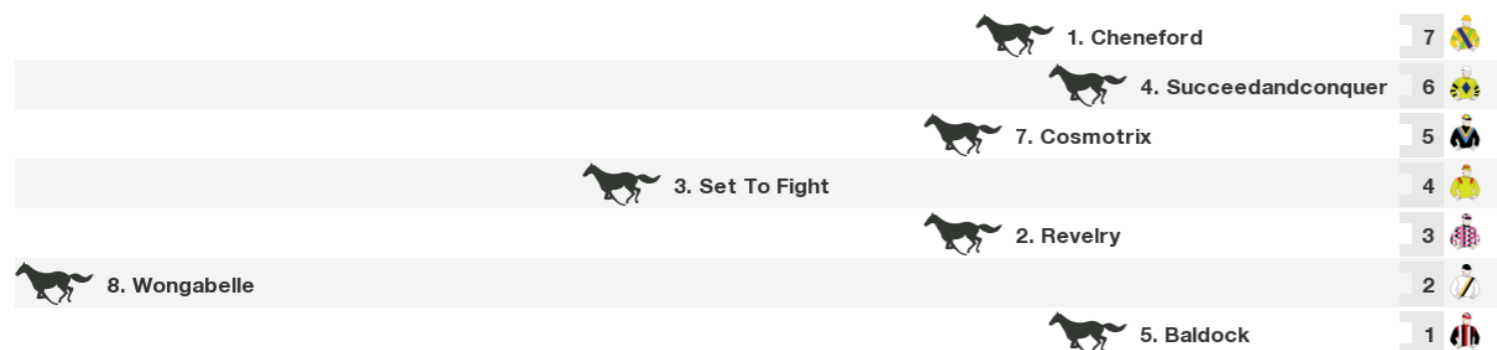 1. Cheneford 7
4. Succeedandconquer 6
7. Cosmotrix 5
3. Set To Fight 4
2. Revelry 3
8. Wongabelle 2
5. Baldock 1